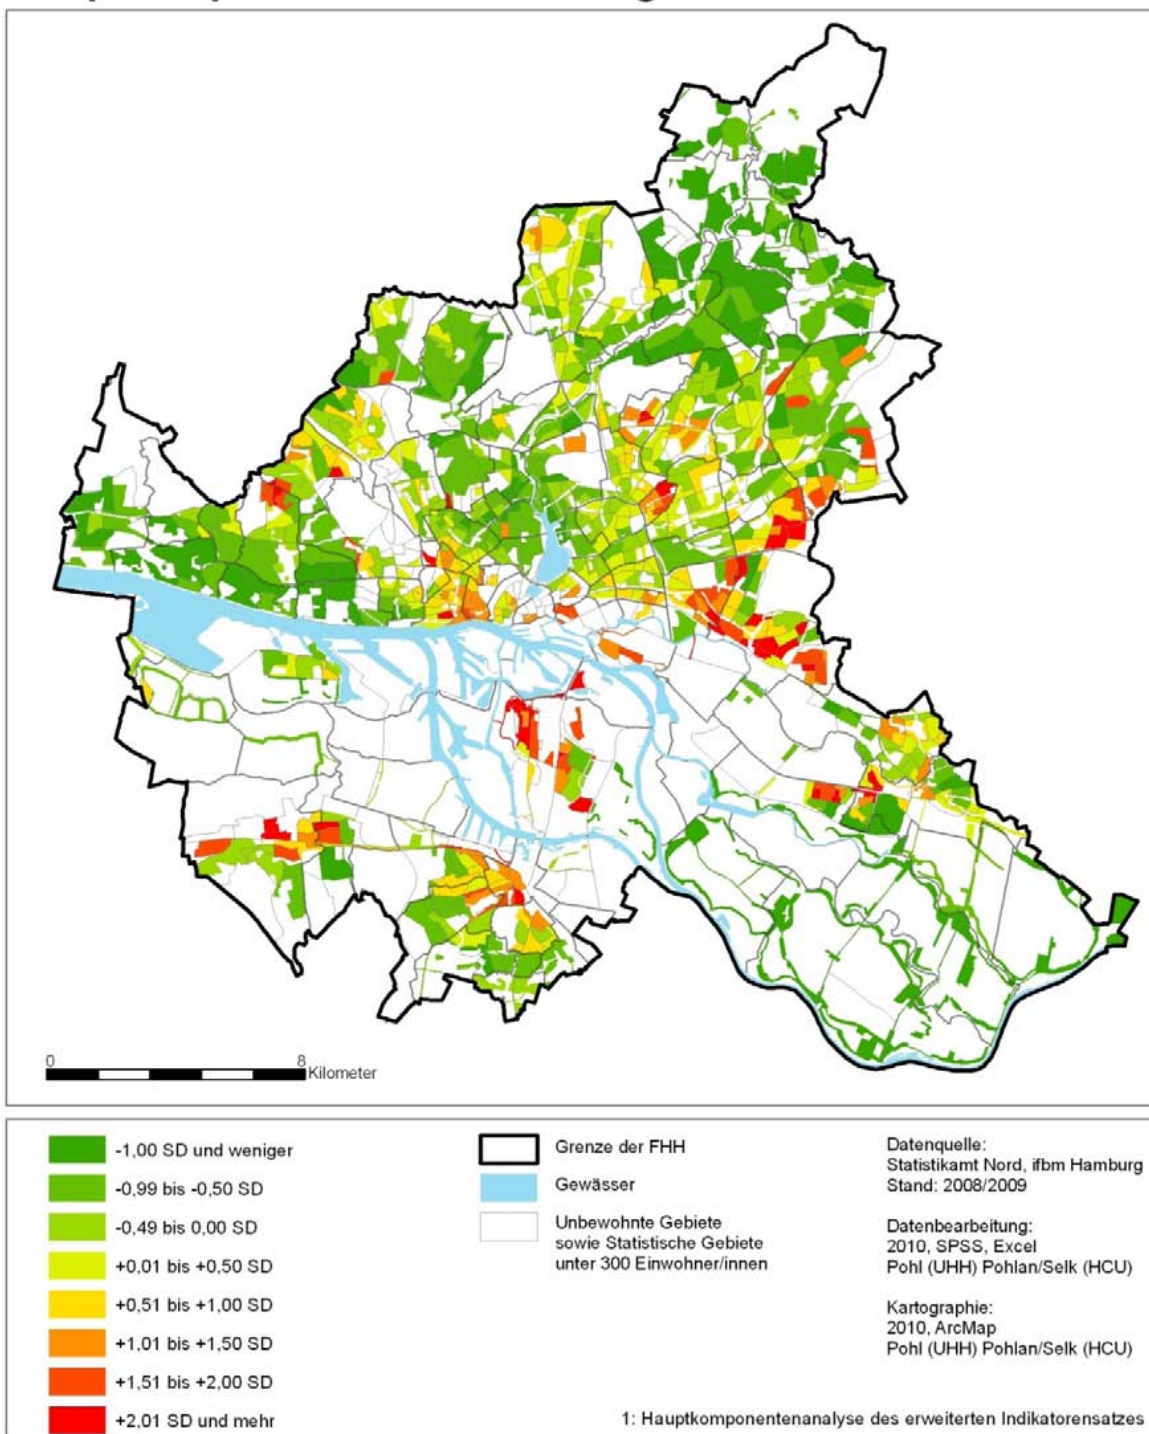 0
8
Kilometer
-1,00 SD und weniger
-0,99 bis -0,50 SD
-0,49 bis 0,00 SD
+0,01 bis +0,50 SD
+0,51 bis +1,00 SD
+1,01 bis +1,50 SD
+1,51 bis +2,00 SD
+2,01 SD und mehr
Grenze der FHH
Gewässer
Unbewohnte Gebiete
sowie Statistische Gebiete
unter 300 Einwohner/innen
Datenquelle:
Statistikamt Nord, ifbm Hamburg
Stand: 2008/2009
Datenbearbeitung:
2010, SPSS, Excel
Pohl (UHH) Pohlan/Selk (HCU)
Kartographie:
2010, ArcMap
Pohl (UHH) Pohlan/Selk (HCU)
1: Hauptkomponentenanalyse des erweiterten Indikatorensatzes